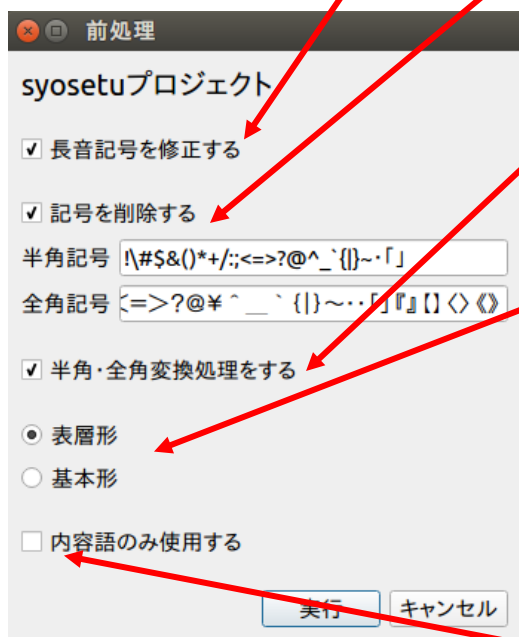 前処理
syosetuプロジェクト
長音記号を修正する
記号を削除する
半角記号 !\#$&()*+/:;<=>?@^_`{|}~･｢｣
全角記号 <=>?@¥＾＿｀{|}～・･「」『』【】〈〉《》
半角・全角変換処理をする
表層形
基本形
内容語のみ使用する
実行 キャンセル